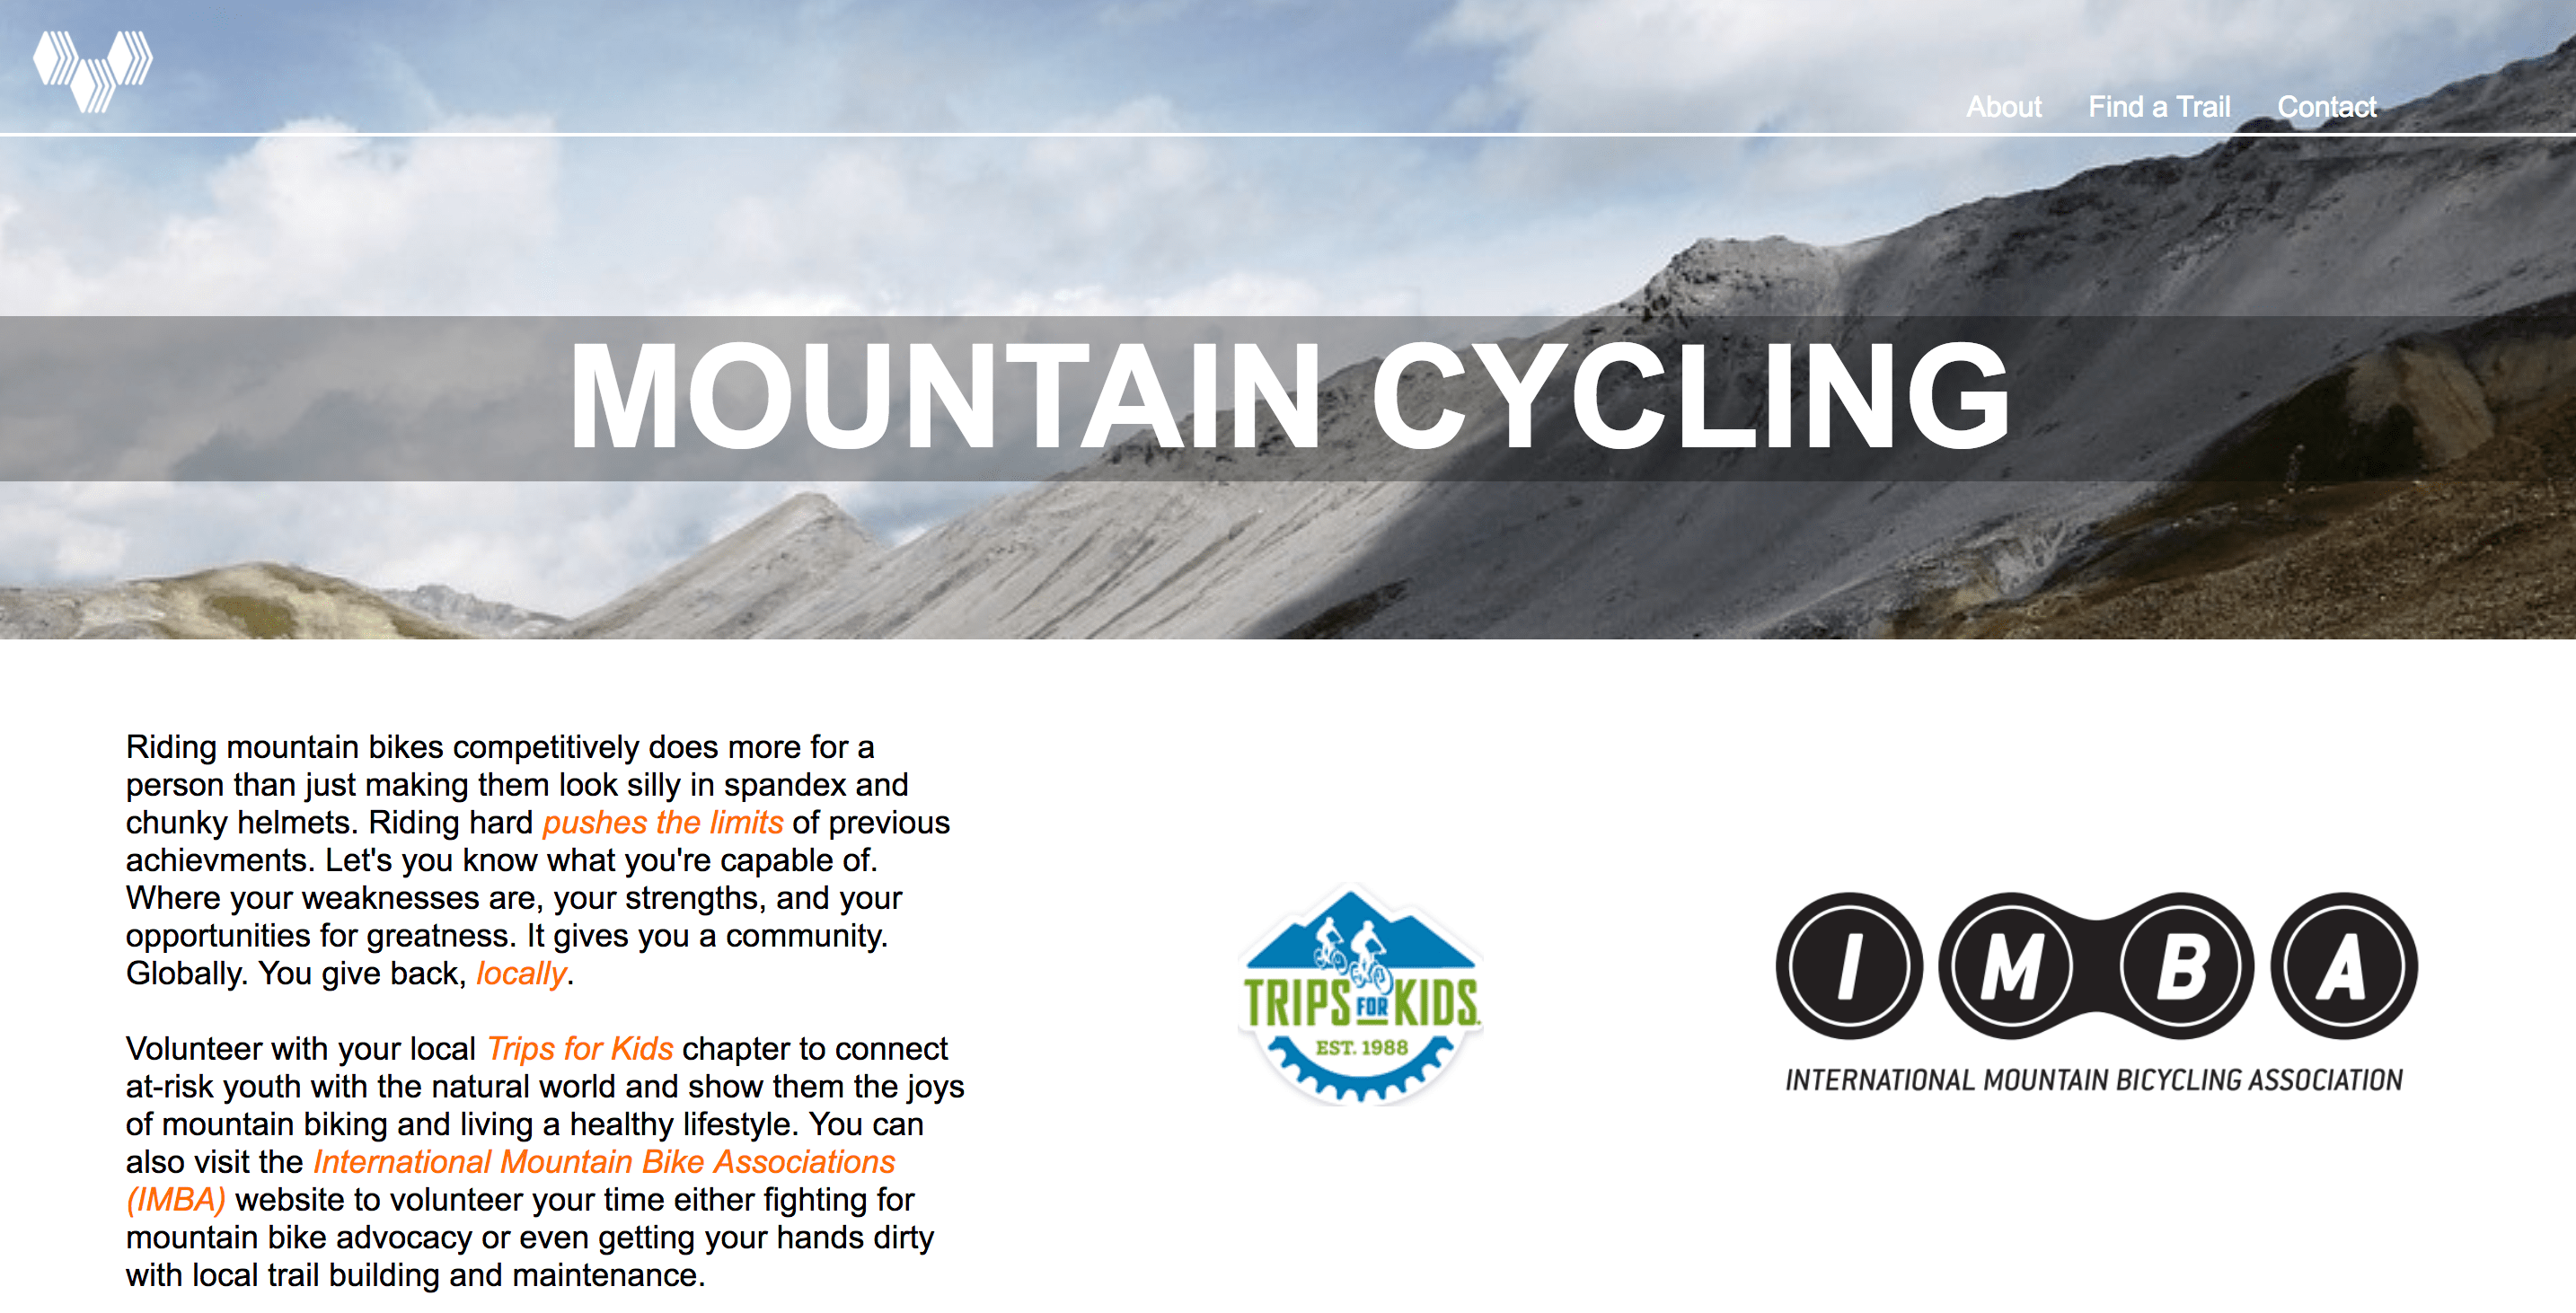 About Find a Trail Contact
MOUNTAIN CYCLING
Riding mountain bikes competitively does more for a
person than just making them look silly in spandex and
chunky helmets. Riding hard pushes the limits of previous
achievments. Let's you know what you're capable of.
Where your weaknesses are, your strengths, and your
opportunities for greatness. It gives you a community.
Globally. You give back, locally.
Volunteer with your local Trips for Kids chapter to connect
at-risk youth with the natural world and show them the joys
of mountain biking and living a healthy lifestyle. You can
also visit the International Mountain Bike Associations
(IMBA) website to volunteer your time either fighting for
mountain bike advocacy or even getting your hands dirty
with local trail building and maintenance.
TRIPS FOR KIDS
EST. 1988
I M B A
INTERNATIONAL MOUNTAIN BICYCLING ASSOCIATION